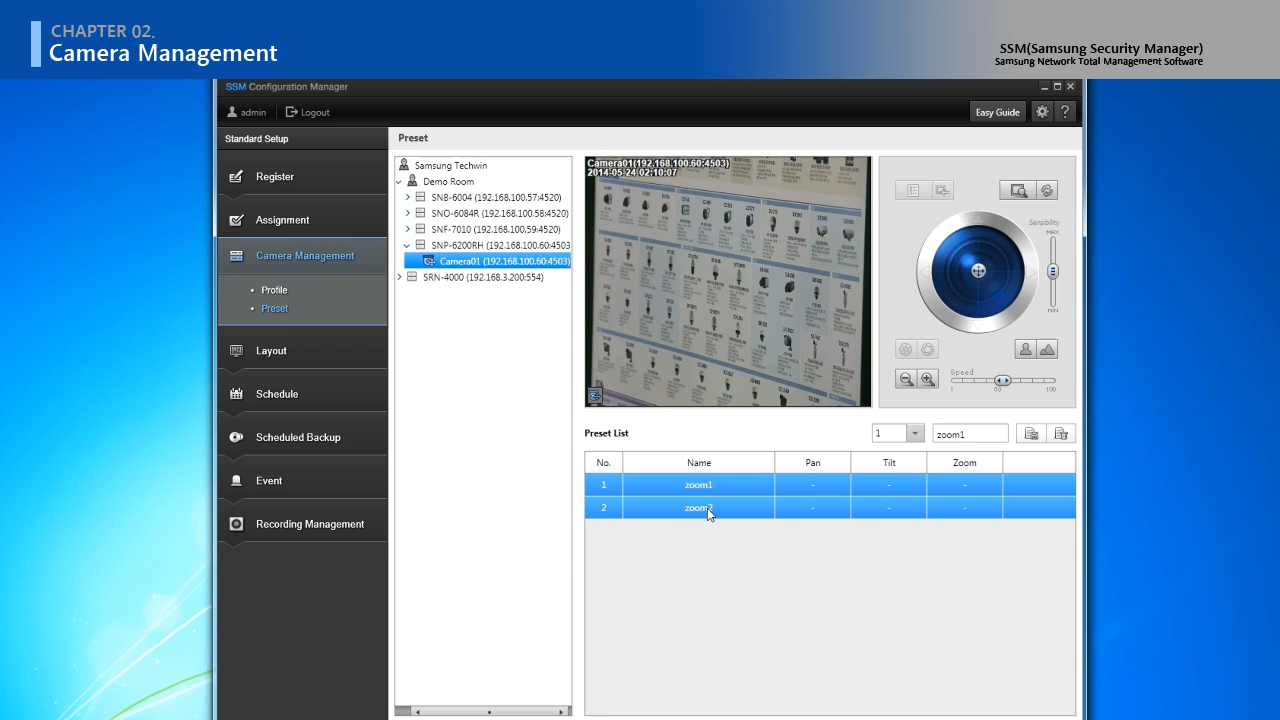 CHAPTER 02.
Camera Management
SSM(Samsung Security Manager)
Samsung Network Total Management Software
SSM Configuration Manager
admin
Logout
Easy Guide
?
Standard Setup
Preset
Register
Assignment
Camera Management
• Profile
• Preset
Layout
Schedule
Scheduled Backup
Event
Recording Management
Samsung Techwin
Demo Room
SNB-6004 (192.168.100.57:4520)
SNO-6084R (192.168.100.58:4520)
SNF-7010 (192.168.100.59:4520)
SNP-6200RH (192.168.100.60:4503
Camera01 (192.168.100.60:4503)
SRN-4000 (192.168.3.200:554)
Camera01(192.168.100.60:4503)
2014-05-24 02:10:07
Sensibility
MAX
MIN
Speed
1 60 100
Preset List
1
zoom1
No. Name Pan Tilt Zoom
1 zoom1 - - -
2 zoom2 - - -